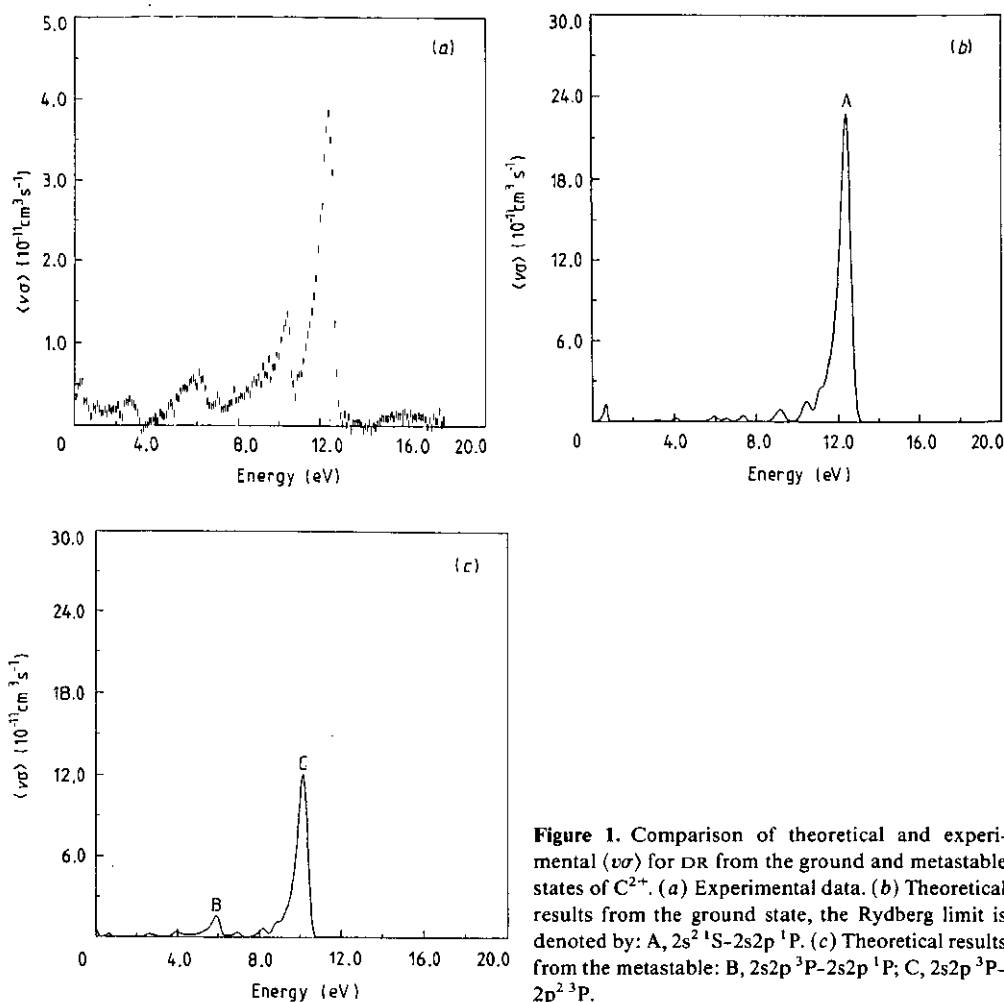 5.0
4.0
3.0
2.0
1.0
0
4.0
8.0
12.0
16.0
20.0
Energy (eV)
⟨vσ⟩ (10⁻¹¹cm³s⁻¹)
(a)
30.0
24.0
18.0
12.0
6.0
0
4.0
8.0
12.0
16.0
20.0
Energy (eV)
⟨vσ⟩ (10⁻¹¹cm³s⁻¹)
(b)
A
30.0
24.0
18.0
12.0
6.0
0
4.0
8.0
12.0
16.0
20.0
Energy (eV)
⟨vσ⟩ (10⁻¹¹cm³s⁻¹)
(c)
B
C
Figure 1. Comparison of theoretical and experi-
mental ⟨vσ⟩ for DR from the ground and metastable
states of C²⁺. (a) Experimental data. (b) Theoretical
results from the ground state, the Rydberg limit is
denoted by: A, 2s² ¹S-2s2p ¹P. (c) Theoretical results
from the metastable: B, 2s2p ³P-2s2p ¹P; C, 2s2p ³P-
2p² ³P.